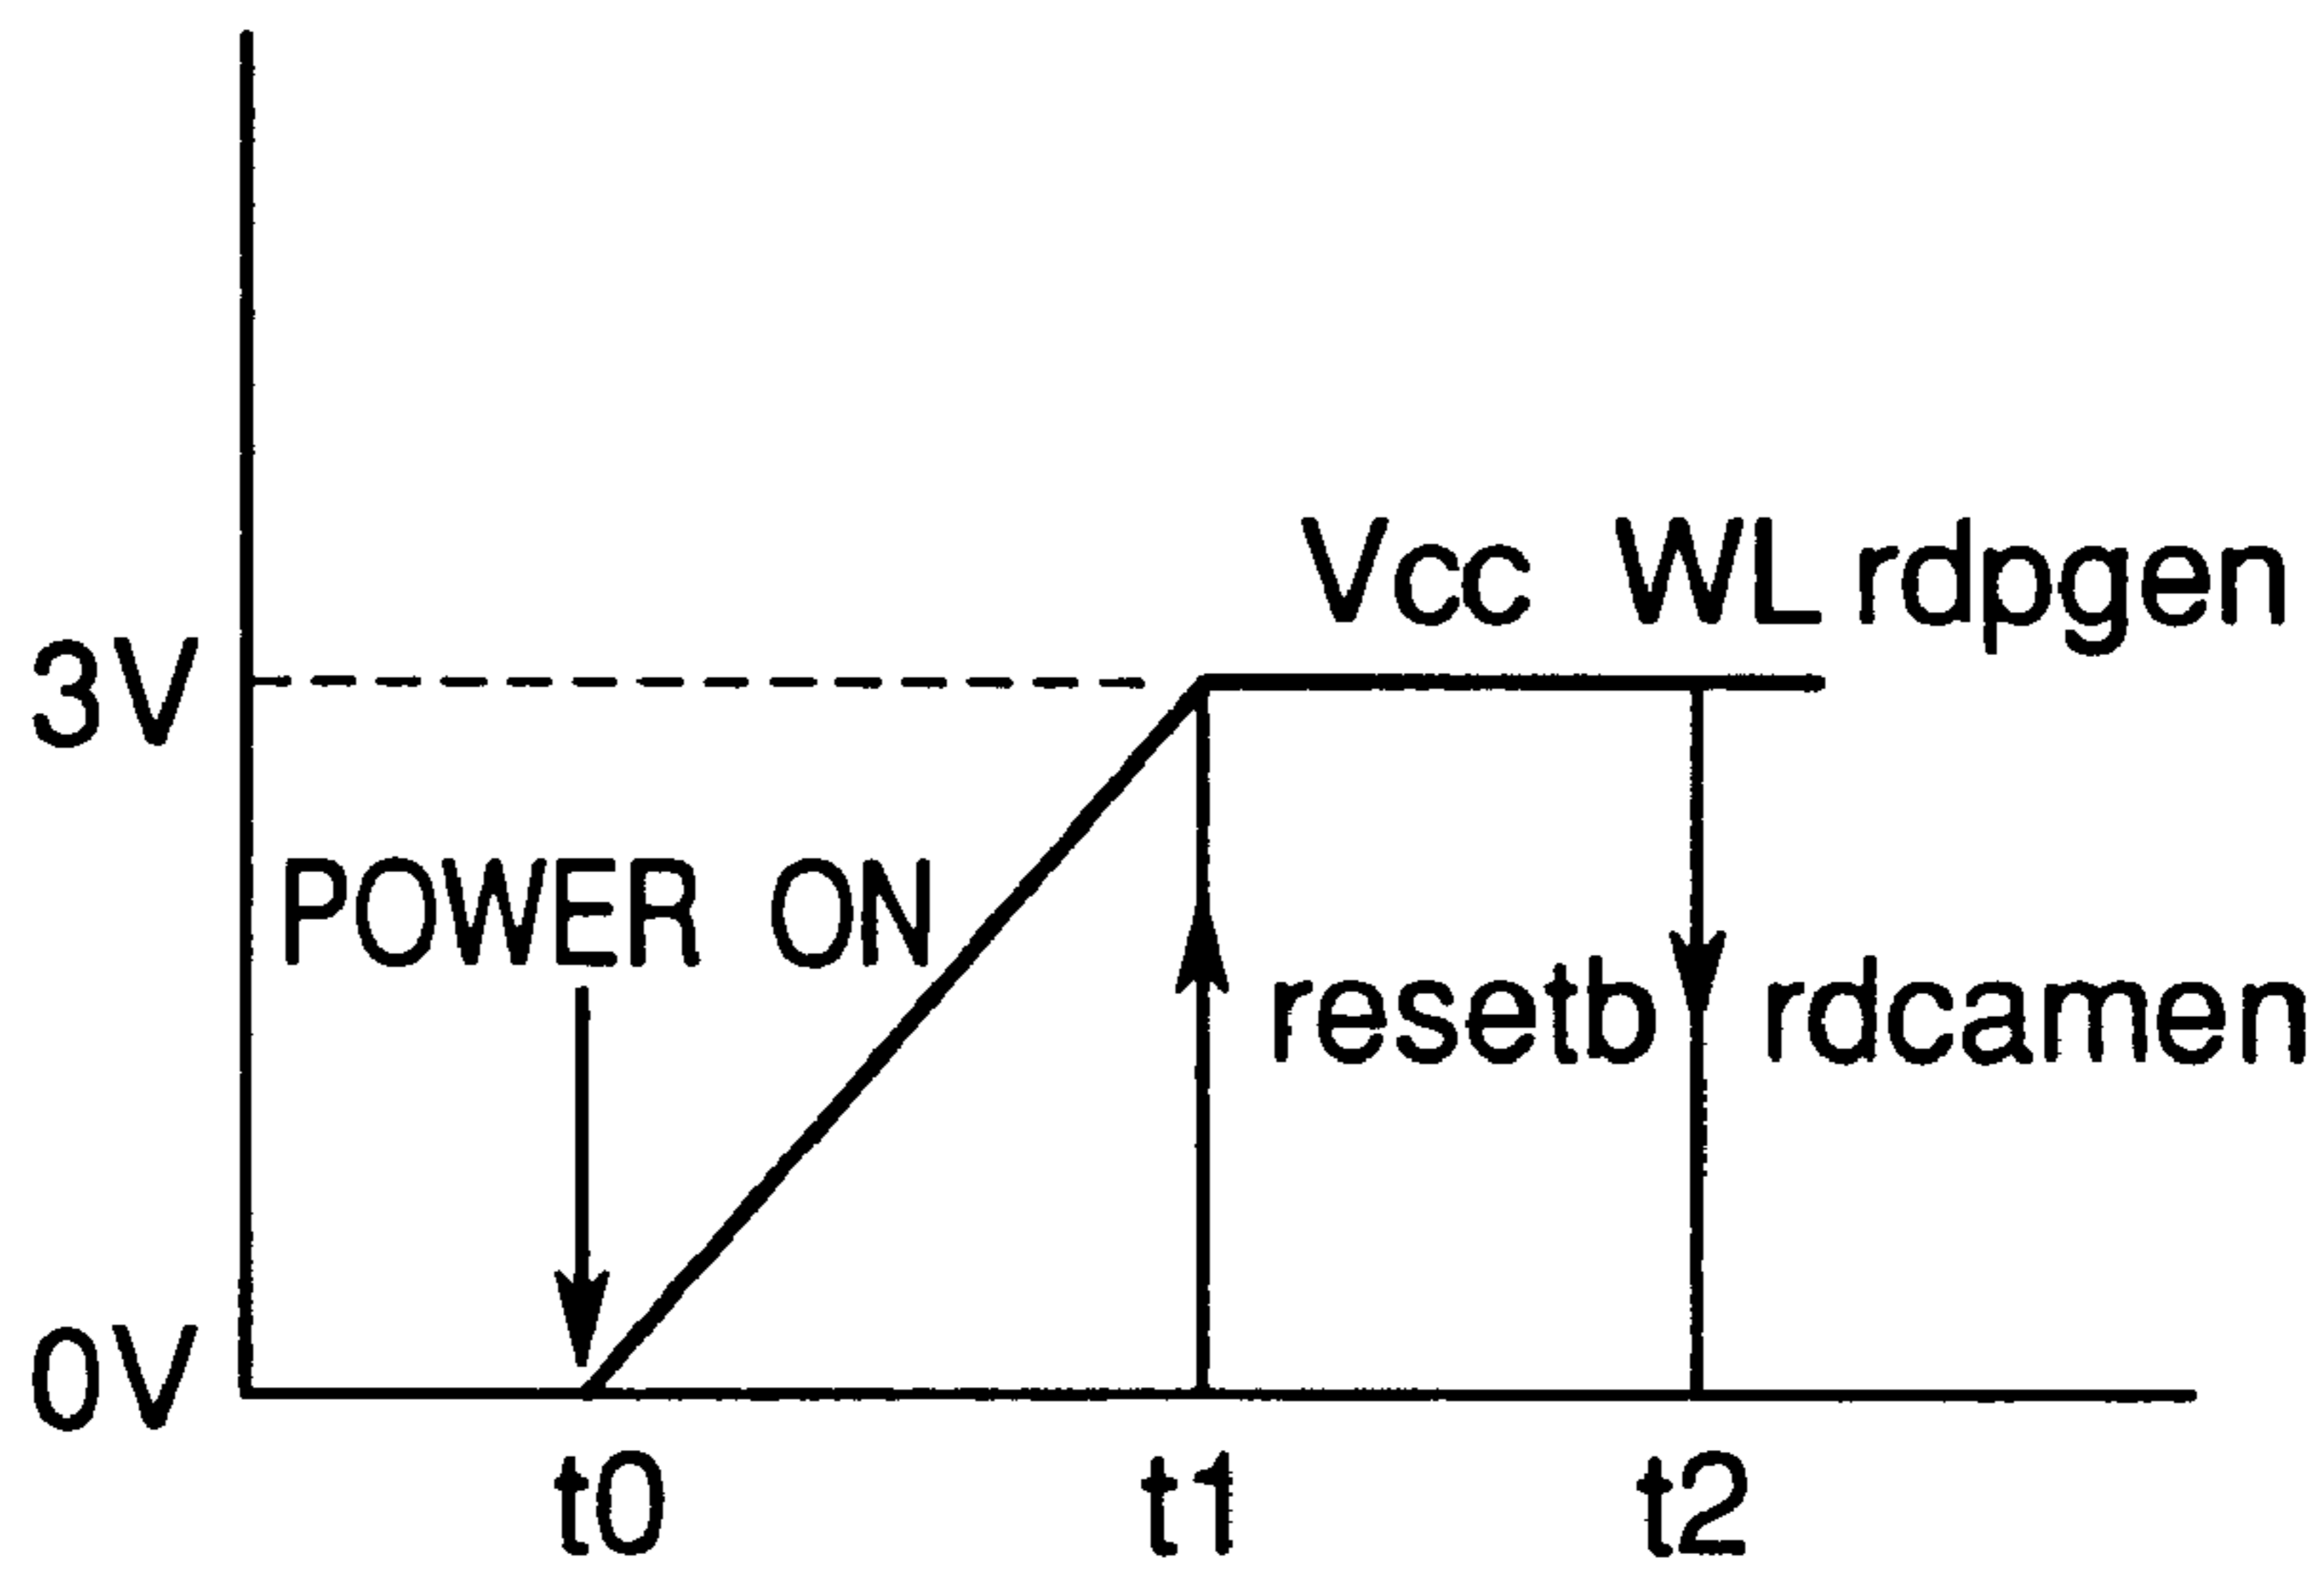 Vcc WL rdpgen
3V
POWER ON
resetb rdcamen
0V
t0 t1 t2